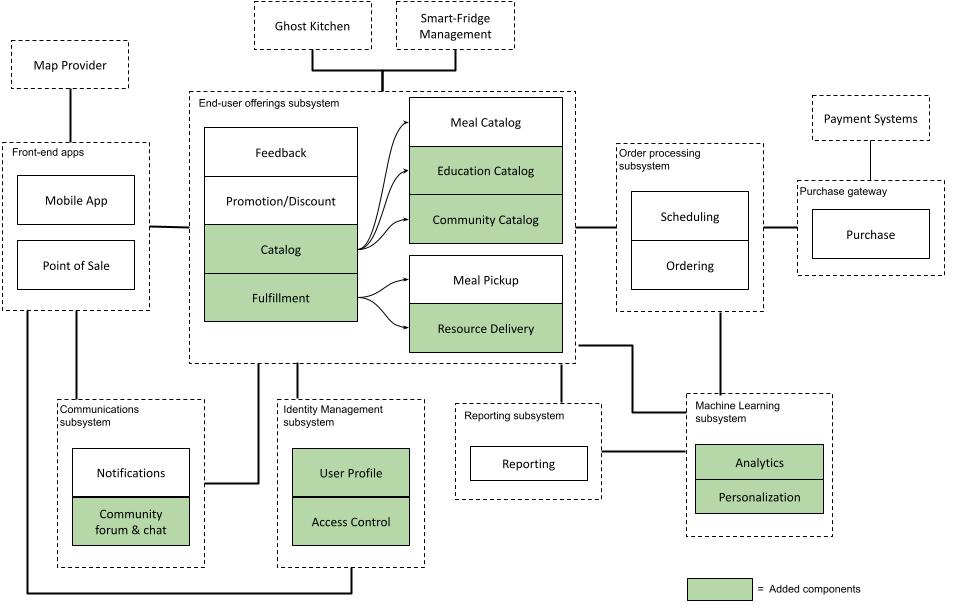 Ghost Kitchen
Smart-Fridge
Management
Map Provider
End-user offerings subsystem
Meal Catalog
Payment Systems
Front-end apps
Feedback
Order processing
subsystem
Education Catalog
Mobile App
Promotion/Discount
Purchase gateway
Community Catalog
Scheduling
Purchase
Catalog
Point of Sale
Ordering
Meal Pickup
Fulfillment
Resource Delivery
Communications
subsystem
Identity Management
subsystem
Reporting subsystem
Machine Learning
subsystem
Notifications
User Profile
Reporting
Analytics
Personalization
Community
forum & chat
Access Control
= Added components